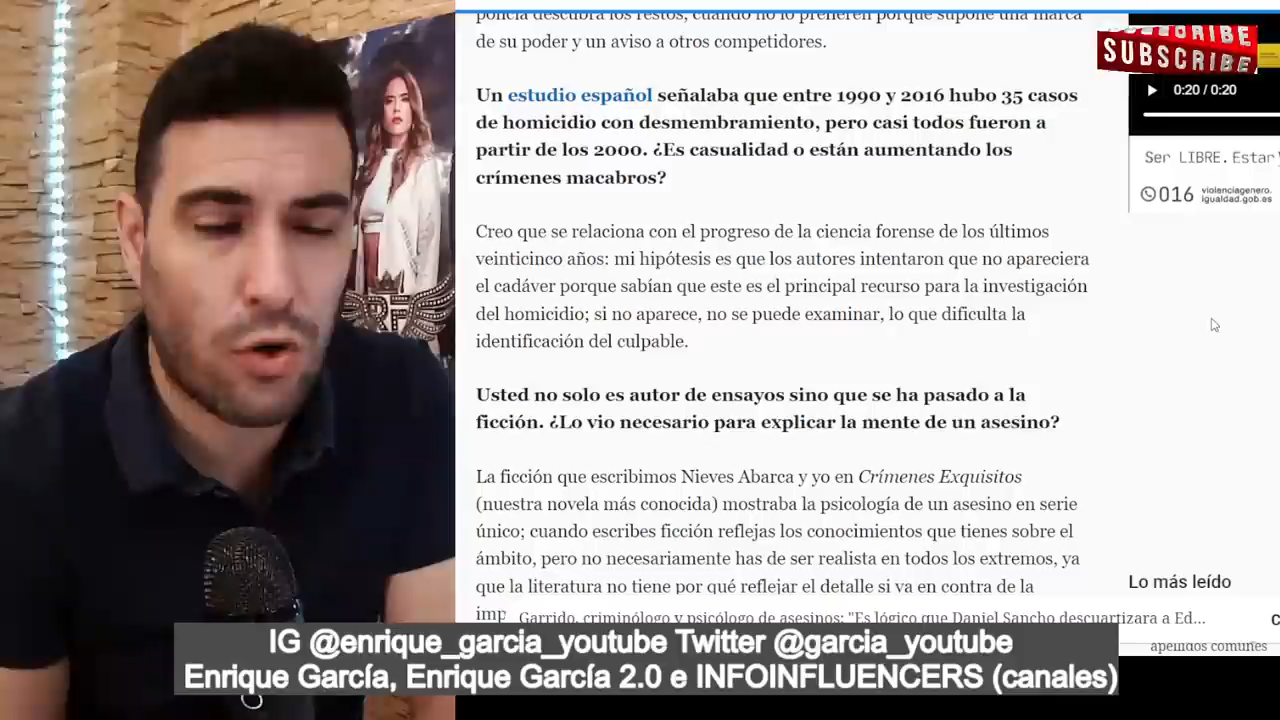 policía descubra los restos, cuando no lo prefieren porque supone una marca
de su poder y un aviso a otros competidores.
Un estudio español señalaba que entre 1990 y 2016 hubo 35 casos
de homicidio con desmembramiento, pero casi todos fueron a
partir de los 2000. ¿Es casualidad o están aumentando los
crímenes macabros?
Creo que se relaciona con el progreso de la ciencia forense de los últimos
veinticinco años: mi hipótesis es que los autores intentaron que no apareciera
el cadáver porque sabían que este es el principal recurso para la investigación
del homicidio; si no aparece, no se puede examinar, lo que dificulta la
identificación del culpable.
Usted no solo es autor de ensayos sino que se ha pasado a la
ficción. ¿Lo vio necesario para explicar la mente de un asesino?
La ficción que escribimos Nieves Abarca y yo en Crímenes Exquisitos
(nuestra novela más conocida) mostraba la psicología de un asesino en serie
único; cuando escribes ficción reflejas los conocimientos que tienes sobre el
ámbito, pero no necesariamente has de ser realista en todos los extremos, ya
que la literatura no tiene por qué reflejar el detalle si va en contra de la
imp
Garrido, criminólogo y psicólogo de asesinos: "Es lógico que Daniel Sancho descuartizara a Ed...
SUBSCRIBE
SUBSCRIBE
0:20 / 0:20
Ser LIBRE. Estar
016
violenciagenero.
igualdad.gob.es
Lo más leído
apellidos comunes
RF
IG @enrique_garcia_youtube Twitter @garcia_youtube
Enrique García, Enrique García 2.0 e INFOINFLUENCERS (canales)